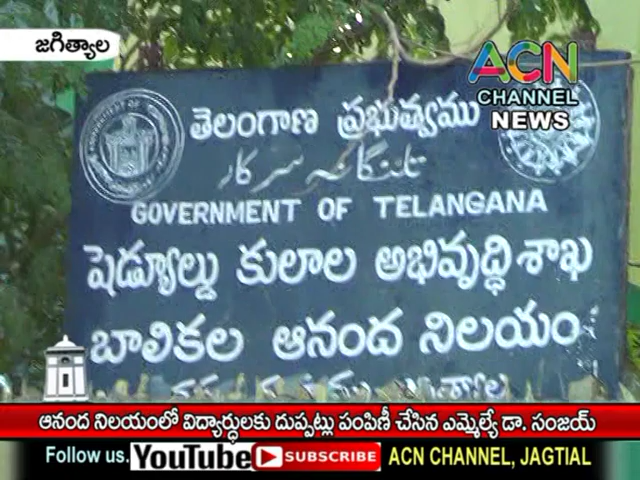 జగిత్యాల
ACN
CHANNEL
NEWS
తెలంగాణ ప్రభుత్వము
تلنگانہ سرکار
GOVERNMENT OF TELANGANA
షెడ్యూల్డు కులాల అభివృద్ధిశాఖ
బాలికల ఆనంద నిలయం
ఆనంద నిలయంలో విద్యార్థులకు దుప్పట్లు పంపిణీ చేసిన ఎమ్మెల్యే డా. సంజయ్
Follow us. YouTube SUBSCRIBE ACN CHANNEL, JAGTIAL